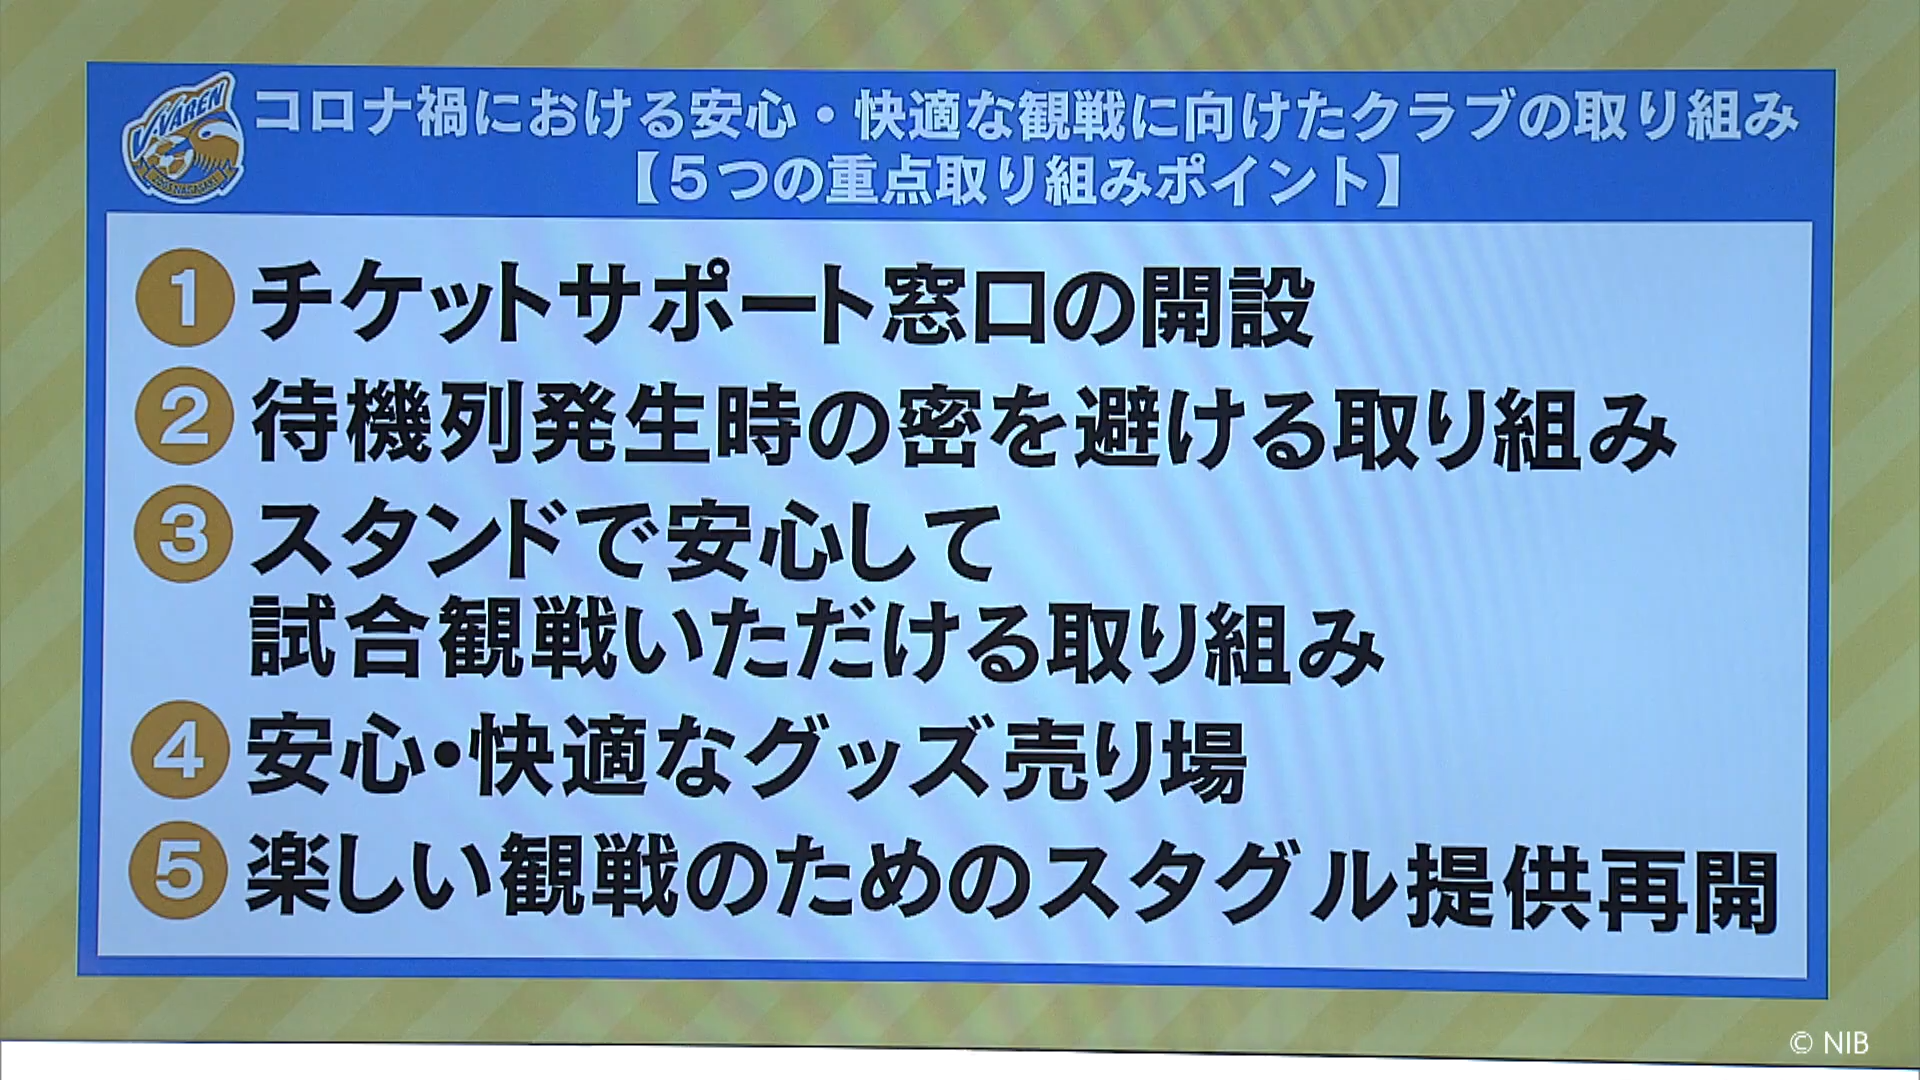 V・VAREN
コロナ禍における安心・快適な観戦に向けたクラブの取り組み
【５つの重点取り組みポイント】
1 チケットサポート窓口の開設
2 待機列発生時の密を避ける取り組み
3 スタンドで安心して
試合観戦いただける取り組み
4 安心・快適なグッズ売り場
5 楽しい観戦のためのスタグル提供再開
© NIB